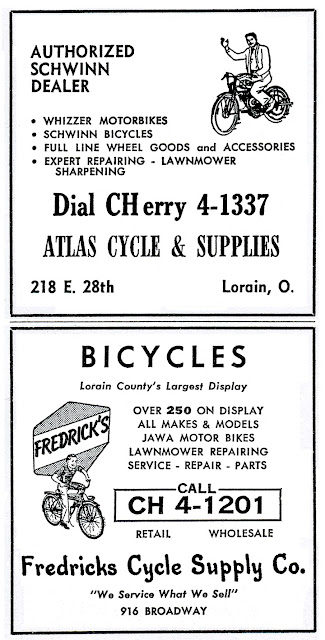 AUTHORIZED
SCHWINN
DEALER
• WHIZZER MOTORBIKES
• SCHWINN BICYCLES
• FULL LINE WHEEL GOODS and ACCESSORIES
• EXPERT REPAIRING - LAWNMOWER
SHARPENING
Dial CHerry 4-1337
ATLAS CYCLE & SUPPLIES
218 E. 28th Lorain, O.
BICYCLES
Lorain County's Largest Display
FREDRICK'S
OVER 250 ON DISPLAY
ALL MAKES & MODELS
JAWA MOTOR BIKES
LAWNMOWER REPAIRING
SERVICE - REPAIR - PARTS
CALL
CH 4-1201
RETAIL WHOLESALE
Fredricks Cycle Supply Co.
"We Service What We Sell"
916 BROADWAY